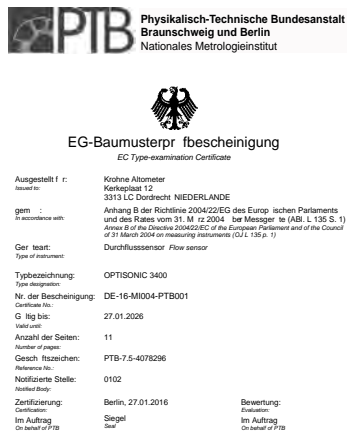 PTB
Physikalisch-Technische Bundesanstalt
Braunschweig und Berlin
Nationales Metrologieinstitut
EG-Baumusterpr fbescheinigung
EC Type-examination Certificate
Ausgestellt f r:
Issued to:
Krohne Altometer
Kerkeplaat 12
3313 LC Dordrecht NIEDERLANDE
gem :
In accordance with:
Anhang B der Richtlinie 2004/22/EG des Europ ischen Parlaments
und des Rates vom 31. M rz 2004 ber Messger te (ABl. L 135 S. 1)
Annex B of the Directive 2004/22/EC of the European Parliament and of the Council
of 31 March 2004 on measuring instruments (OJ L 135 p. 1)
Ger teart:
Type of instrument:
Durchflusssensor Flow sensor
Typbezeichnung:
Type designation:
OPTISONIC 3400
Nr. der Bescheinigung:
Certificate No.:
DE-16-MI004-PTB001
G ltig bis:
Valid until:
27.01.2026
Anzahl der Seiten:
Number of pages:
11
Gesch ftszeichen:
Reference No.:
PTB-7.5-4078296
Notifizierte Stelle:
Notified Body:
0102
Zertifizierung:
Certification:
Berlin, 27.01.2016
Bewertung:
Evaluation:
Im Auftrag
On behalf of PTB
Siegel
Seal
Im Auftrag
On behalf of PTB